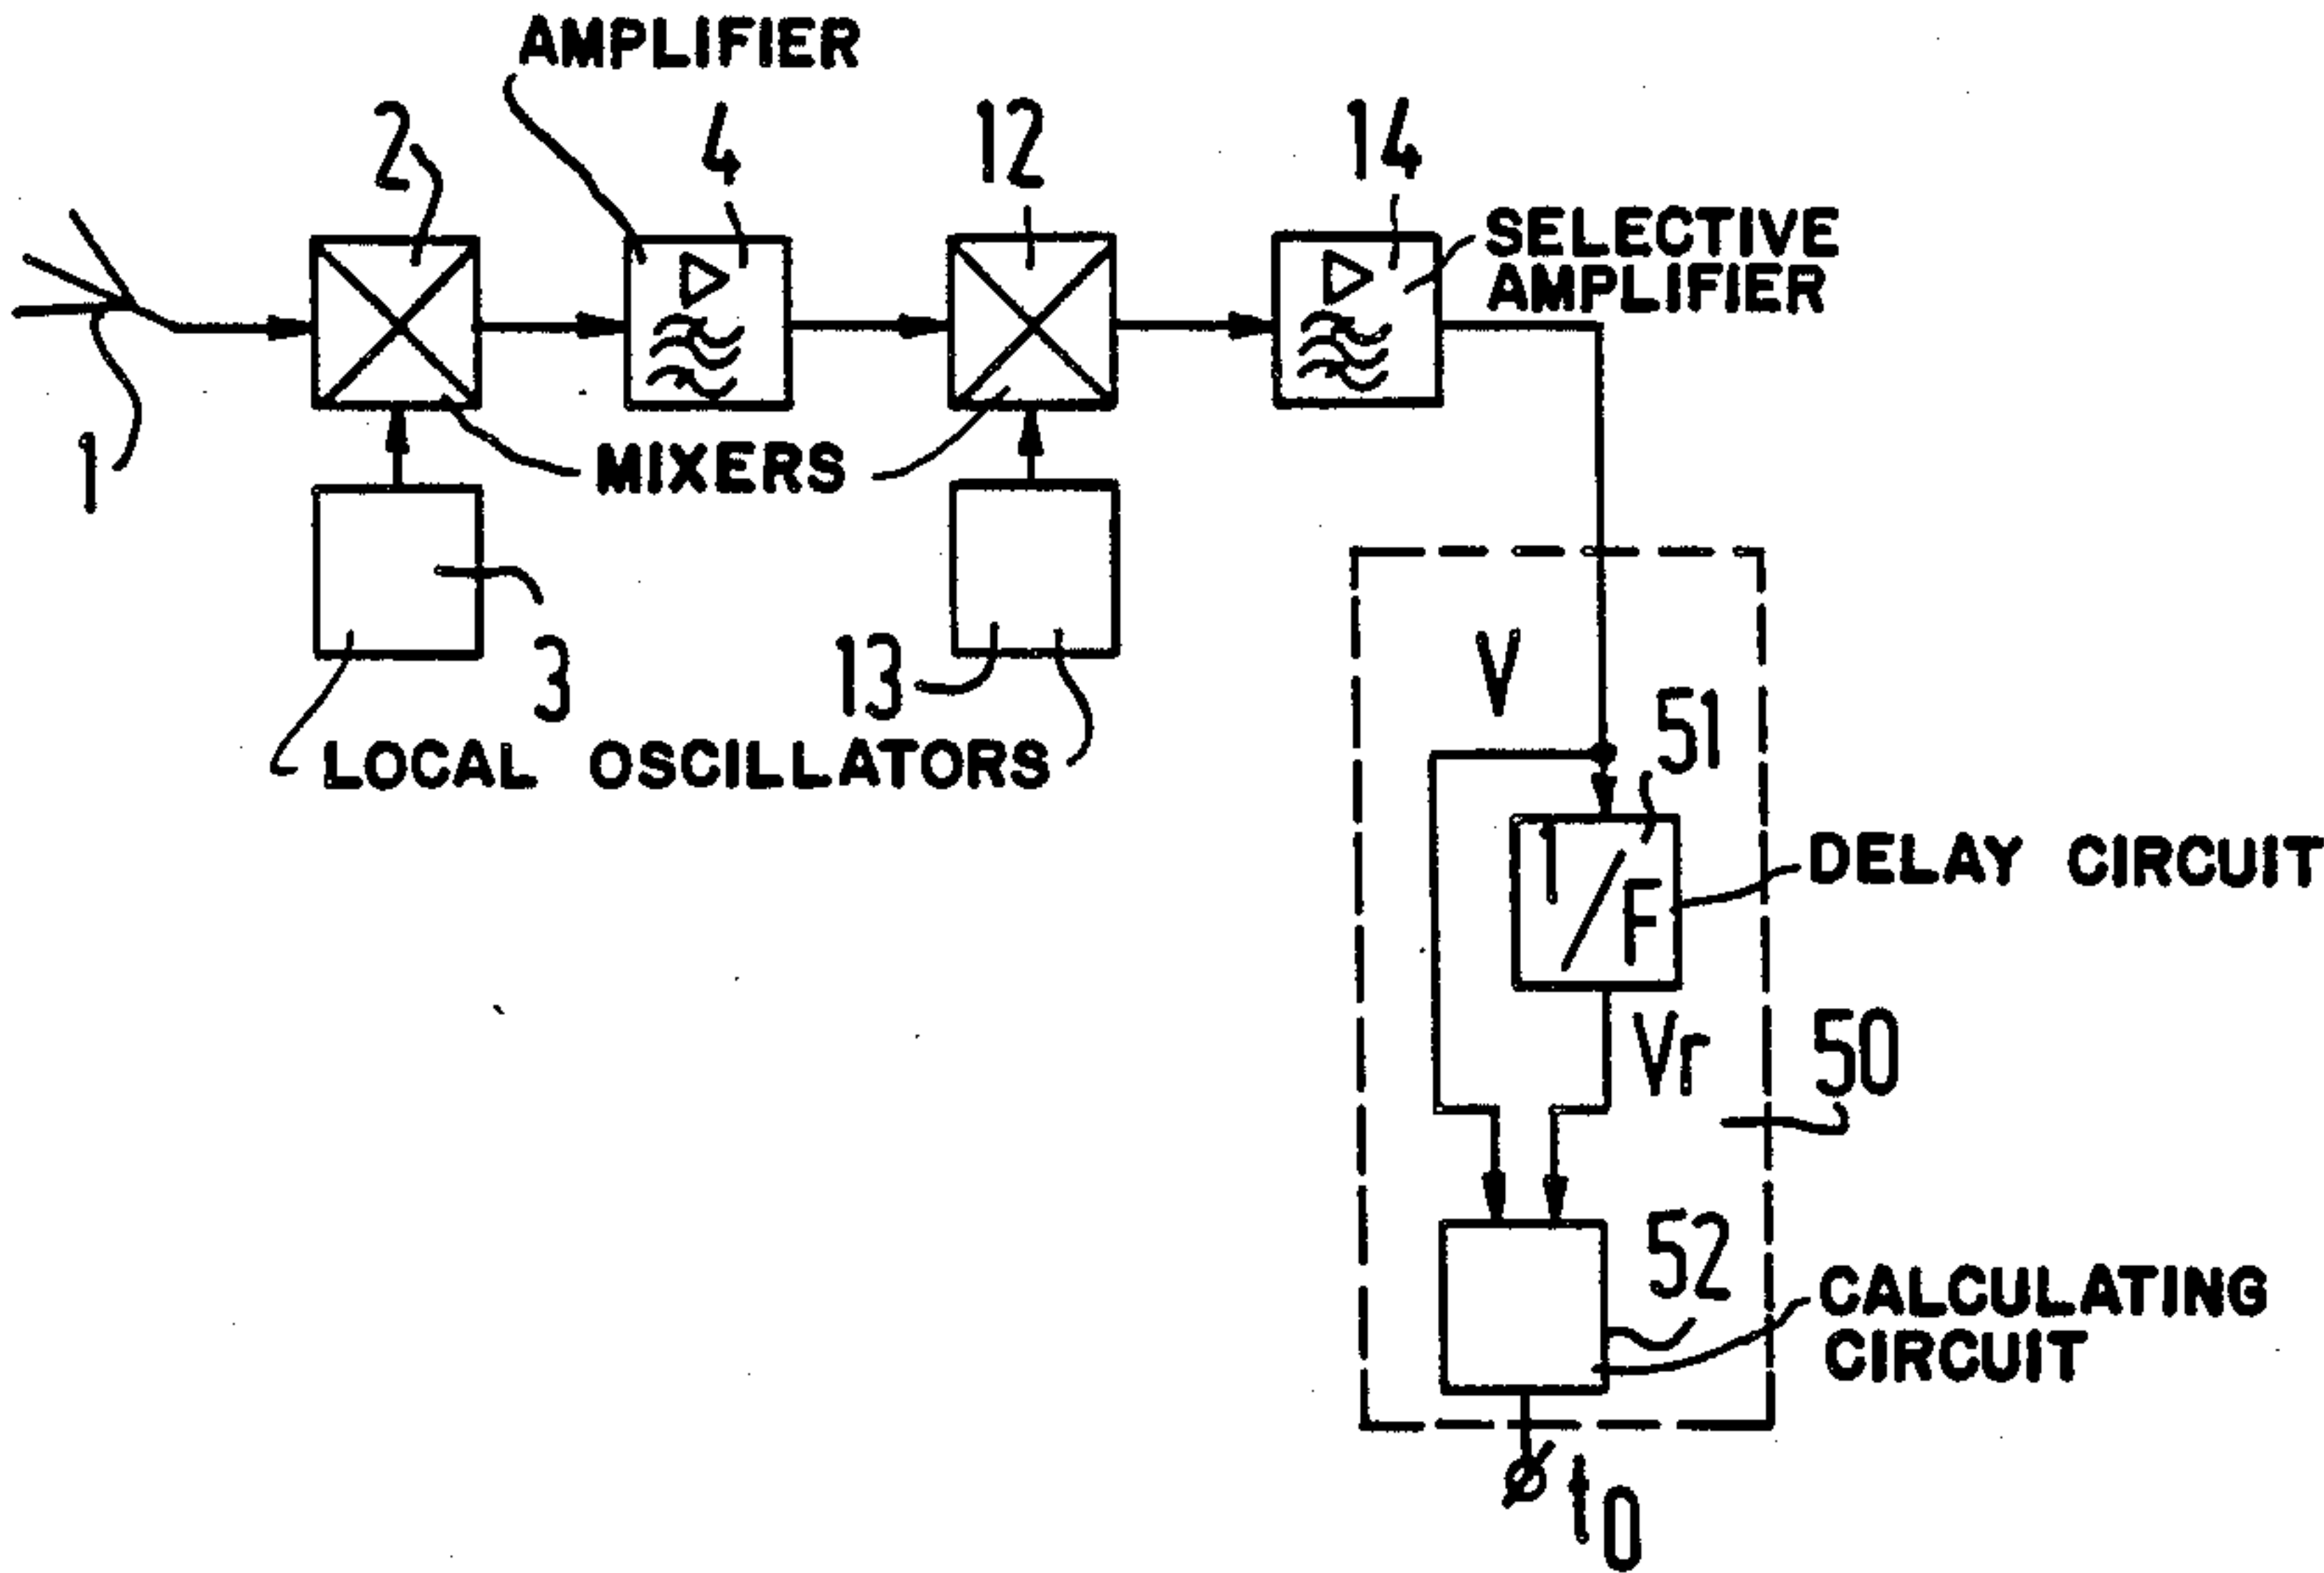 AMPLIFIER
2
4
12
14
SELECTIVE
AMPLIFIER
1
MIXERS
3
13
LOCAL OSCILLATORS
V
51
1/F
DELAY CIRCUIT
Vr
50
52
CALCULATING
CIRCUIT
t0